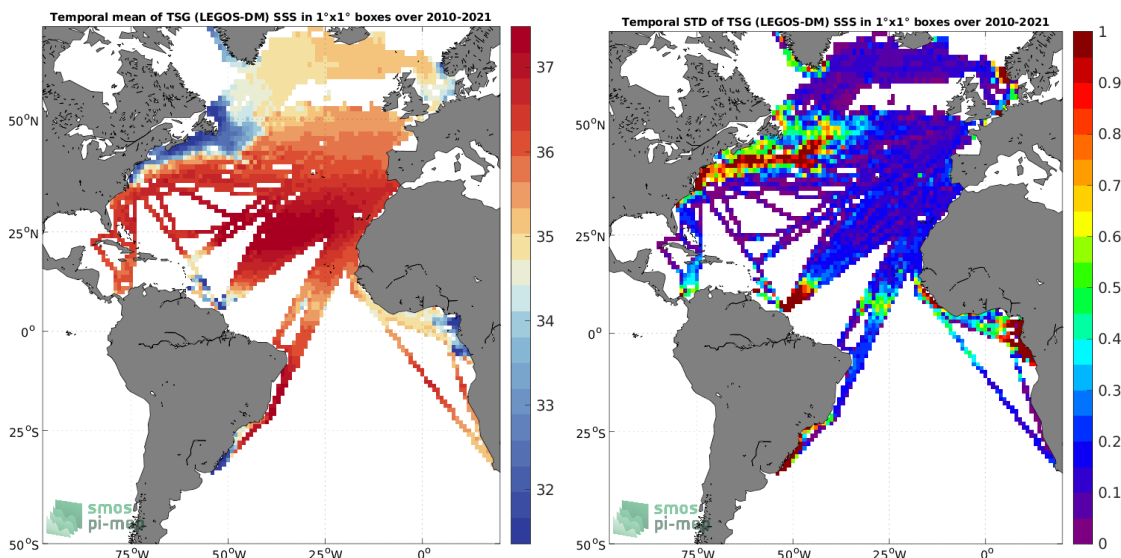 Temporal mean of TSG (LEGOS-DM) SSS in 1°x1° boxes over 2010-2021
50°N
25°N
0°
25°S
50°S
75°W
50°W
25°W
0°
37
36
35
34
33
32
smos
pi-mep
Temporal STD of TSG (LEGOS-DM) SSS in 1°x1° boxes over 2010-2021
50°N
25°N
0°
25°S
50°S
75°W
50°W
25°W
0°
1
0.9
0.8
0.7
0.6
0.5
0.4
0.3
0.2
0.1
0
smos
pi-mep